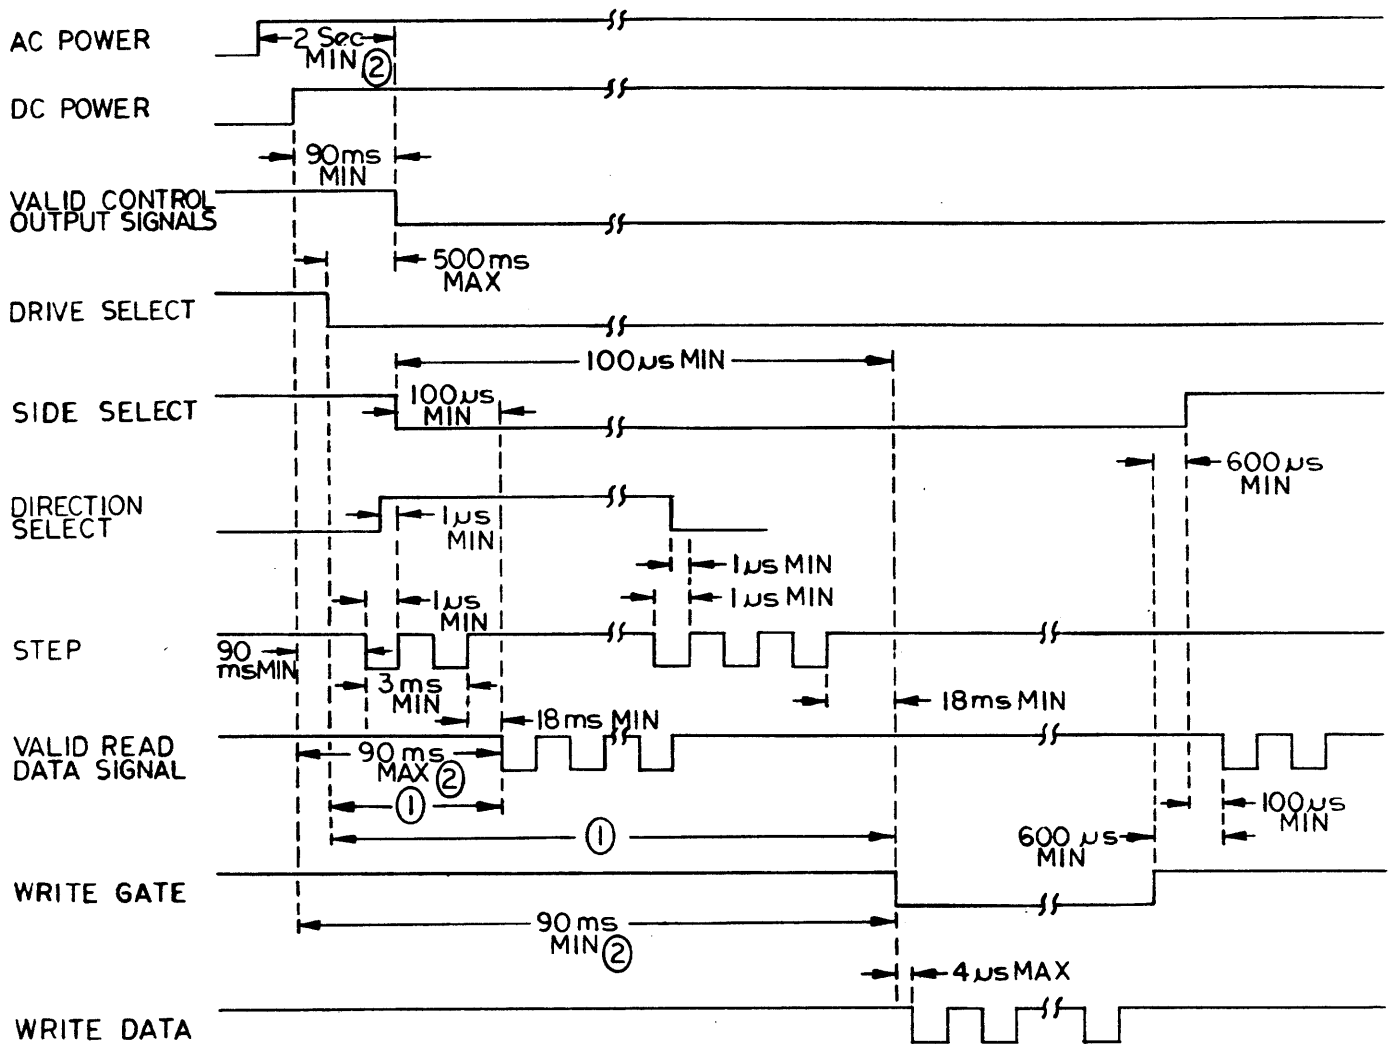 AC POWER
2 Sec
MIN ②
DC POWER
90ms
MIN
VALID CONTROL
OUTPUT SIGNALS
500ms
MAX
DRIVE SELECT
100µs MIN
SIDE SELECT
100µs
MIN
600µs
MIN
DIRECTION
SELECT
1µs
MIN
1µs MIN
1µs MIN
1µs
MIN
STEP
90
msMIN
3ms
MIN
18ms MIN
18ms MIN
VALID READ
DATA SIGNAL
90ms
MAX ②
①
100µs
MIN
①
600µs
MIN
WRITE GATE
90ms
MIN ②
4µs MAX
WRITE DATA